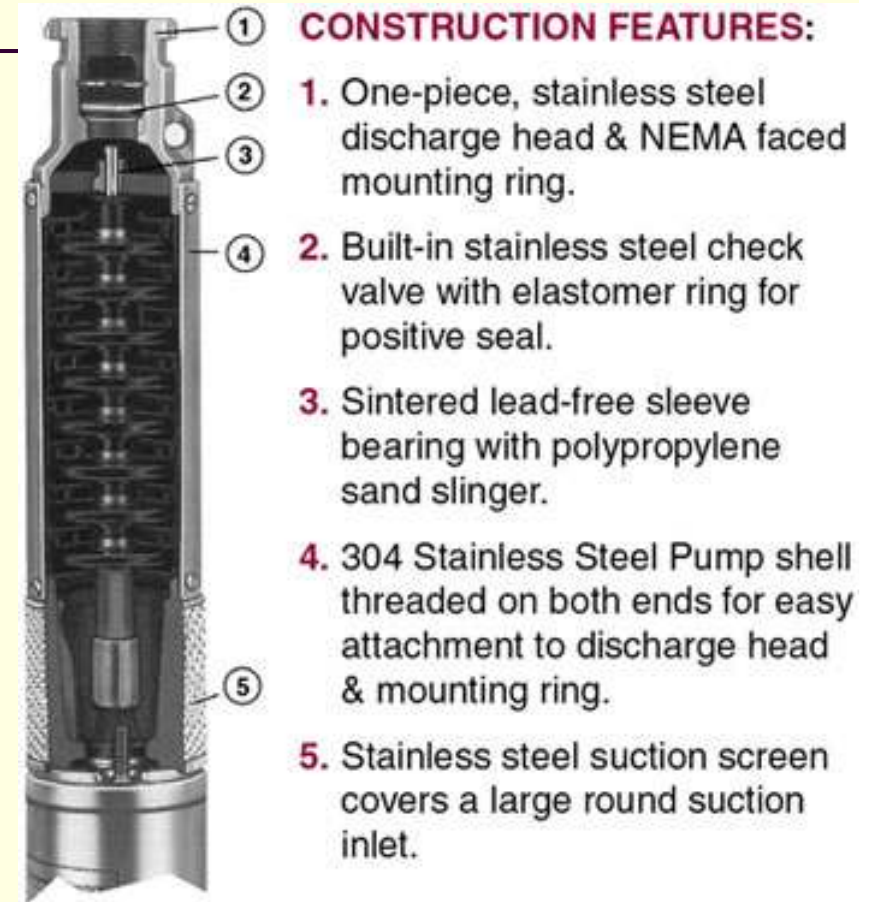 CONSTRUCTION FEATURES:
1. One-piece, stainless steel
discharge head & NEMA faced
mounting ring.
2. Built-in stainless steel check
valve with elastomer ring for
positive seal.
3. Sintered lead-free sleeve
bearing with polypropylene
sand slinger.
4. 304 Stainless Steel Pump shell
threaded on both ends for easy
attachment to discharge head
& mounting ring.
5. Stainless steel suction screen
covers a large round suction
inlet.
1
2
3
4
5